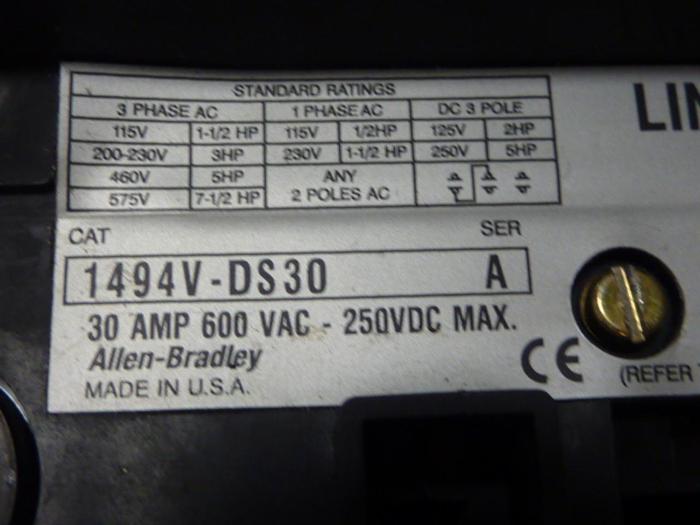 STANDARD RATINGS
3 PHASE AC 1 PHASE AC DC 3 POLE
115V 1-1/2 HP 115V 1/2HP 125V 2HP
200-230V 3HP 230V 1-1/2 HP 250V 5HP
460V 5HP ANY
575V 7-1/2 HP 2 POLES AC
LIN
CAT SER
1494V-DS30 A
30 AMP 600 VAC - 250VDC MAX.
Allen-Bradley CE
MADE IN U.S.A. (REFER